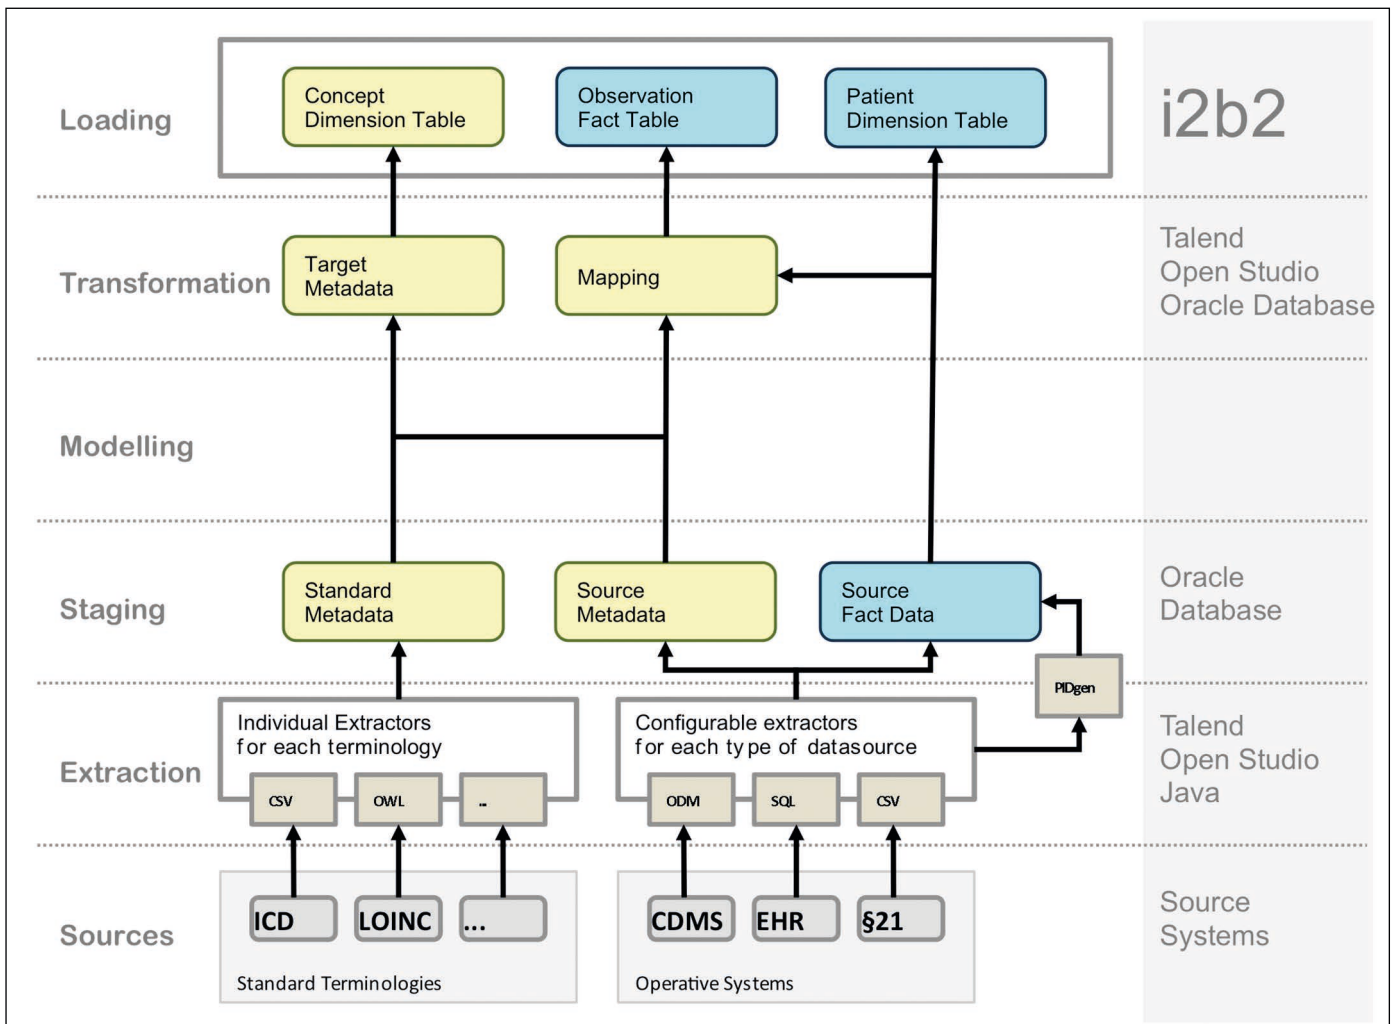 Loading
Concept
Dimension Table
Observation
Fact Table
Patient
Dimension Table
i2b2
Transformation
Target
Metadata
Mapping
Talend
Open Studio
Oracle Database
Modelling
Staging
Standard
Metadata
Source
Metadata
Source
Fact Data
Oracle
Database
PIDgen
Extraction
Individual Extractors
for each terminology
CSV
OWL
...
Configurable extractors
for each type of datasource
ODM
SQL
CSV
Talend
Open Studio
Java
Sources
ICD
LOINC
...
Standard Terminologies
CDMS
EHR
§21
Operative Systems
Source
Systems